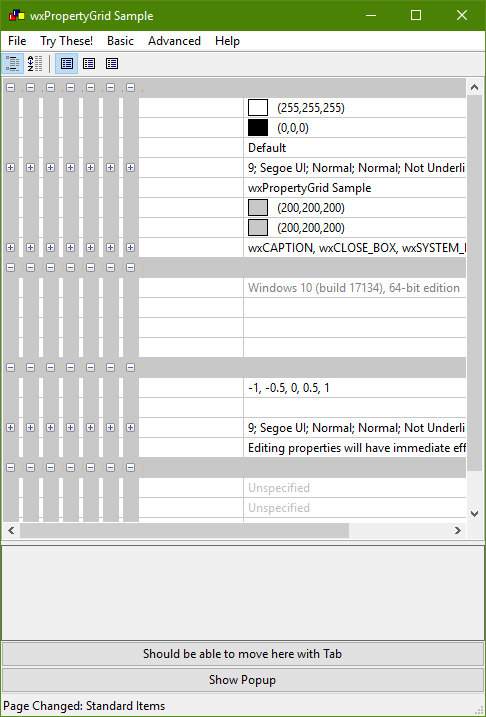 wxPropertyGrid Sample
File Try These! Basic Advanced Help
(255,255,255)
(0,0,0)
Default
9; Segoe UI; Normal; Normal; Not Underli
wxPropertyGrid Sample
(200,200,200)
(200,200,200)
wxCAPTION, wxCLOSE_BOX, wxSYSTEM_
Windows 10 (build 17134), 64-bit edition
-1, -0.5, 0, 0.5, 1
9; Segoe UI; Normal; Normal; Not Underli
Editing properties will have immediate eff
Unspecified
Unspecified
Should be able to move here with Tab
Show Popup
Page Changed: Standard Items